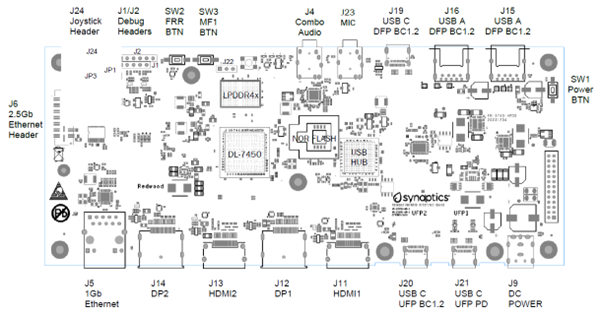 J24
Joystick
Header
J1/J2
Debug
Headers
SW2
FRR
BTN
SW3
MF1
BTN
J4
Combo
Audio
J23
MIC
J19
USB C
DFP BC1.2
J16
USB A
DFP BC1.2
J15
USB A
DFP BC1.2
SW1
Power
BTN
J6
2.5Gb
Ethernet
Header
J24
J2
JP1
J1
JP3
J22
LPDDR4x
DL-7450
NOR FLASH
USB
HUB
Redwood
synaptics
UFP2
UFP1
J5
1Gb
Ethernet
J14
DP2
J13
HDMI2
J12
DP1
J11
HDMI1
J20
USB C
UFP BC1.2
J21
USB C
UFP PD
J9
DC
POWER